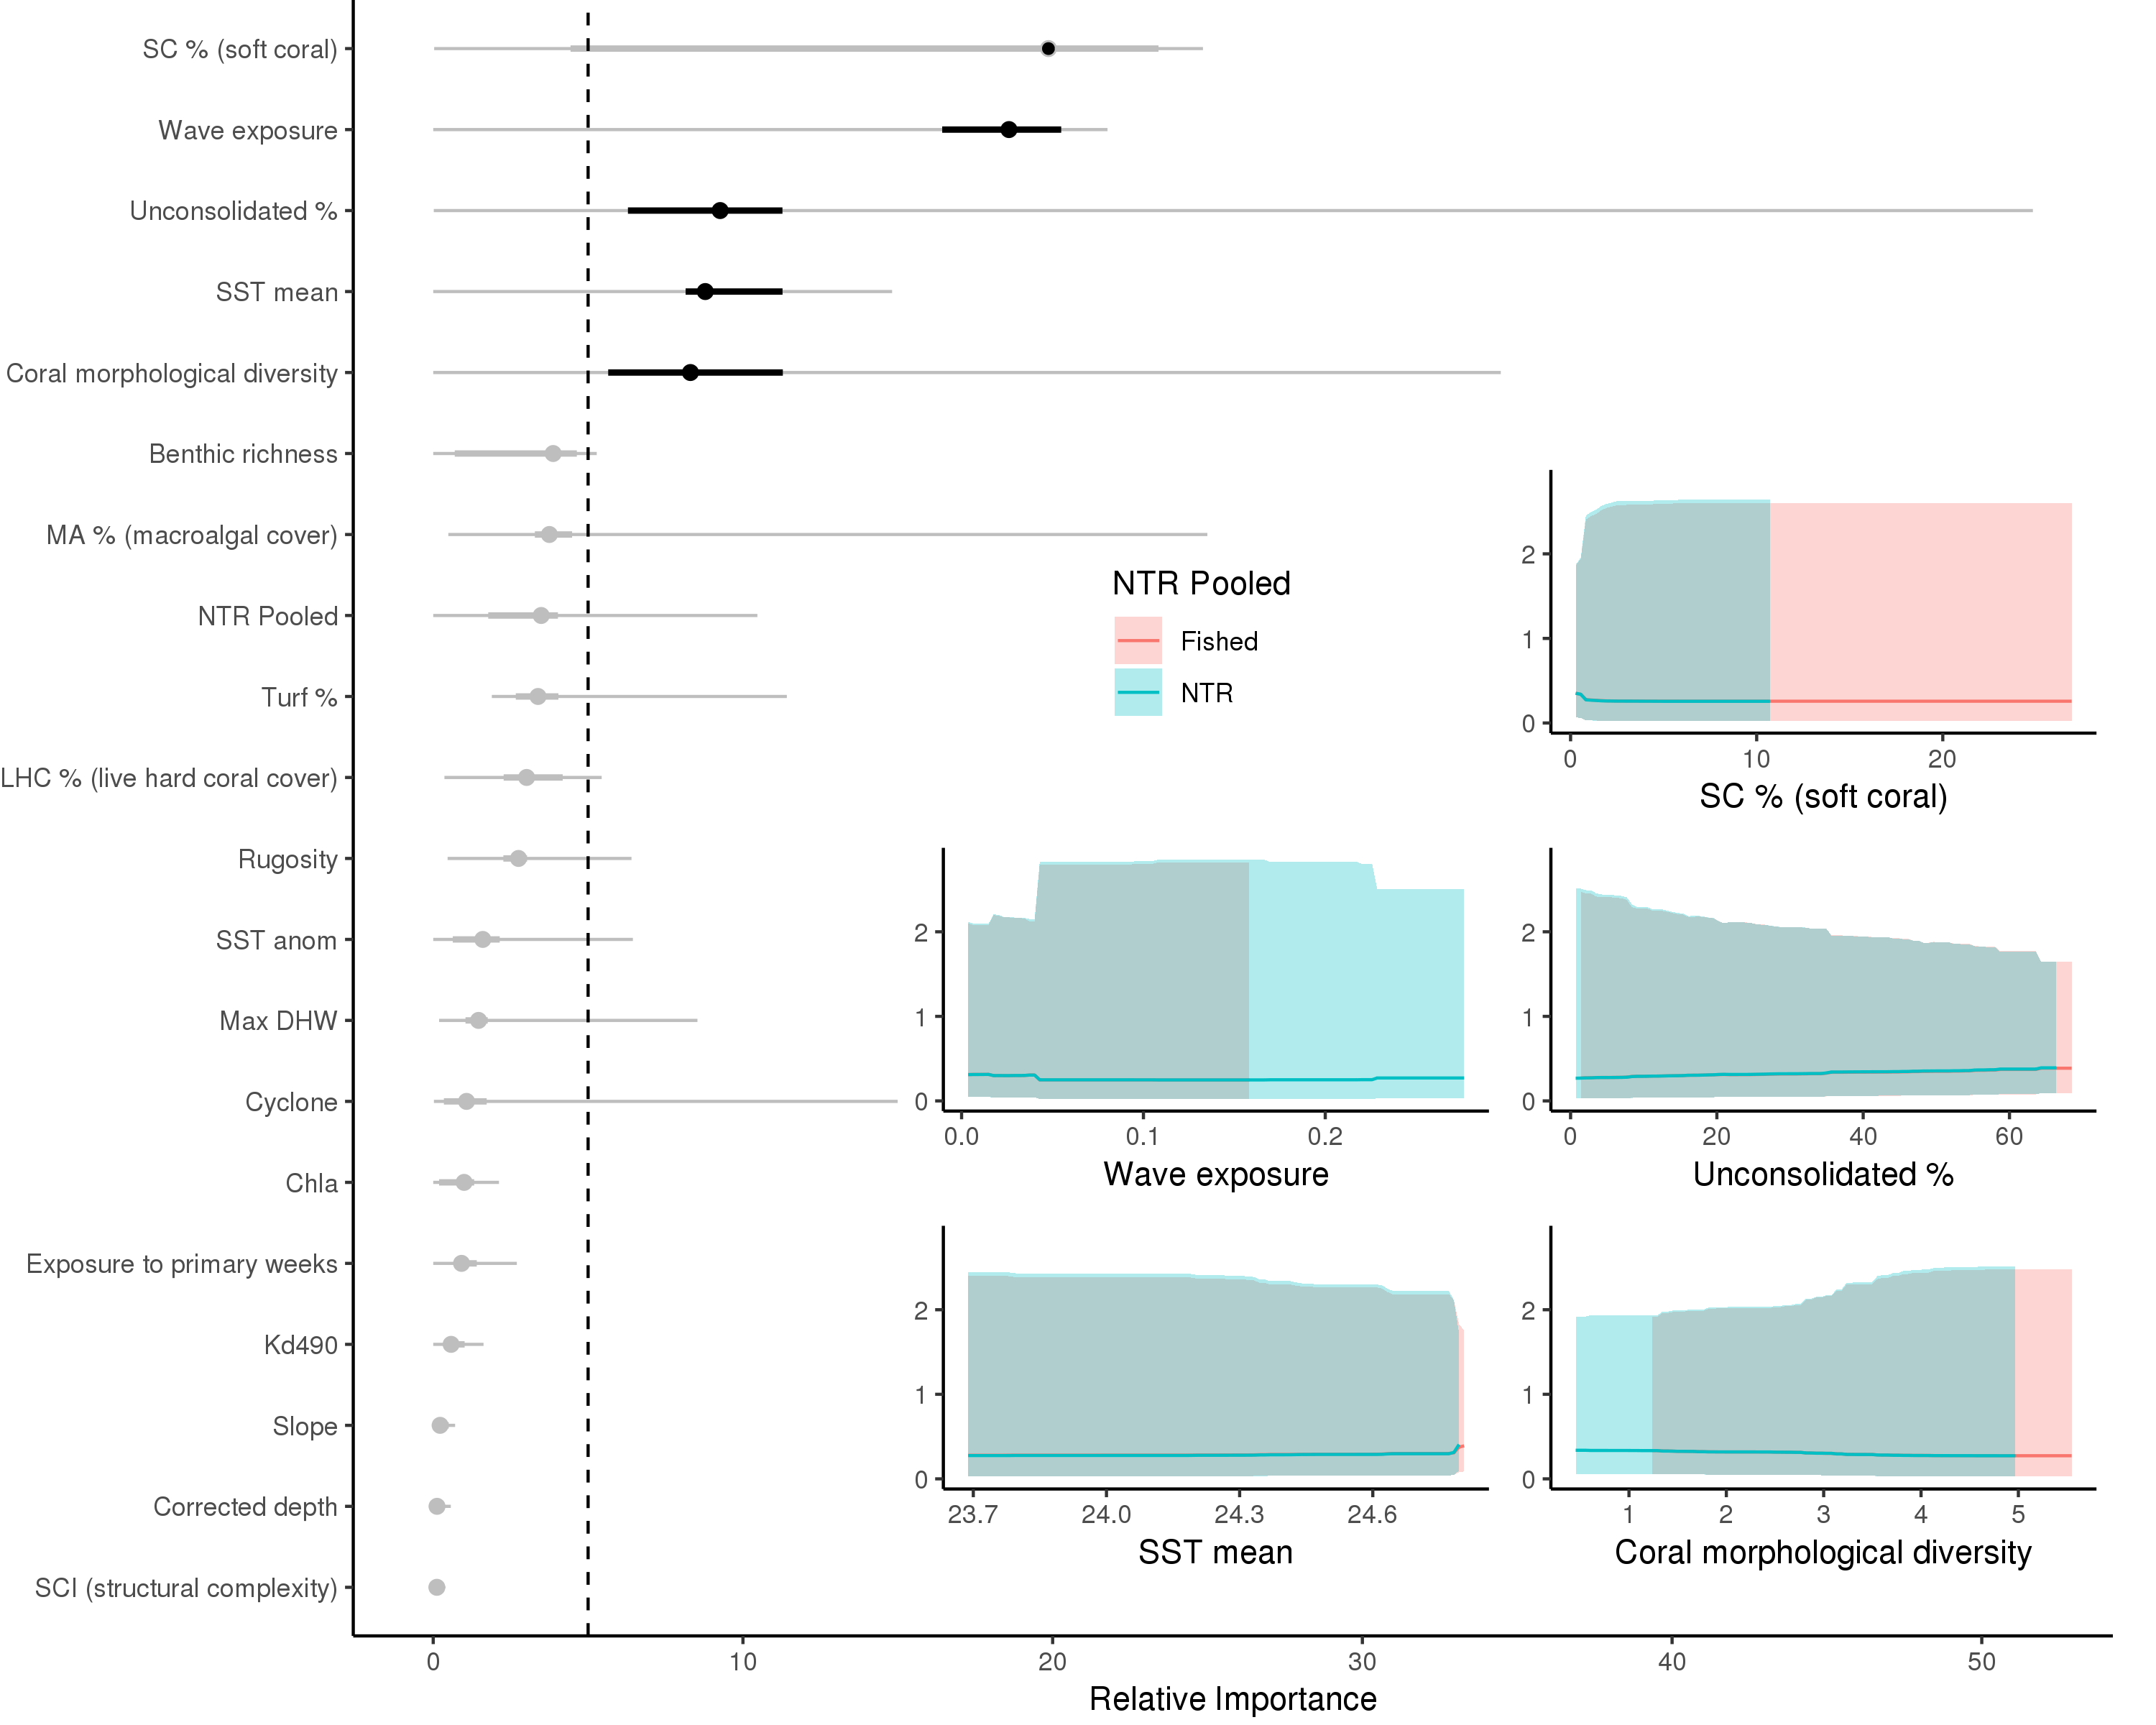 SC % (soft coral)
Wave exposure
Unconsolidated %
SST mean
Coral morphological diversity
Benthic richness
MA % (macroalgal cover)
NTR Pooled
Turf %
LHC % (live hard coral cover)
Rugosity
SST anom
Max DHW
Cyclone
Chla
Exposure to primary weeks
Kd490
Slope
Corrected depth
SCI (structural complexity)
0 10 20 30 40 50
Relative Importance
NTR Pooled
Fished
NTR
2
1
0
0 10 20
SC % (soft coral)
2
1
0
0.0 0.1 0.2
Wave exposure
2
1
0
0 20 40 60
Unconsolidated %
2
1
0
23.7 24.0 24.3 24.6
SST mean
2
1
0
1 2 3 4 5
Coral morphological diversity